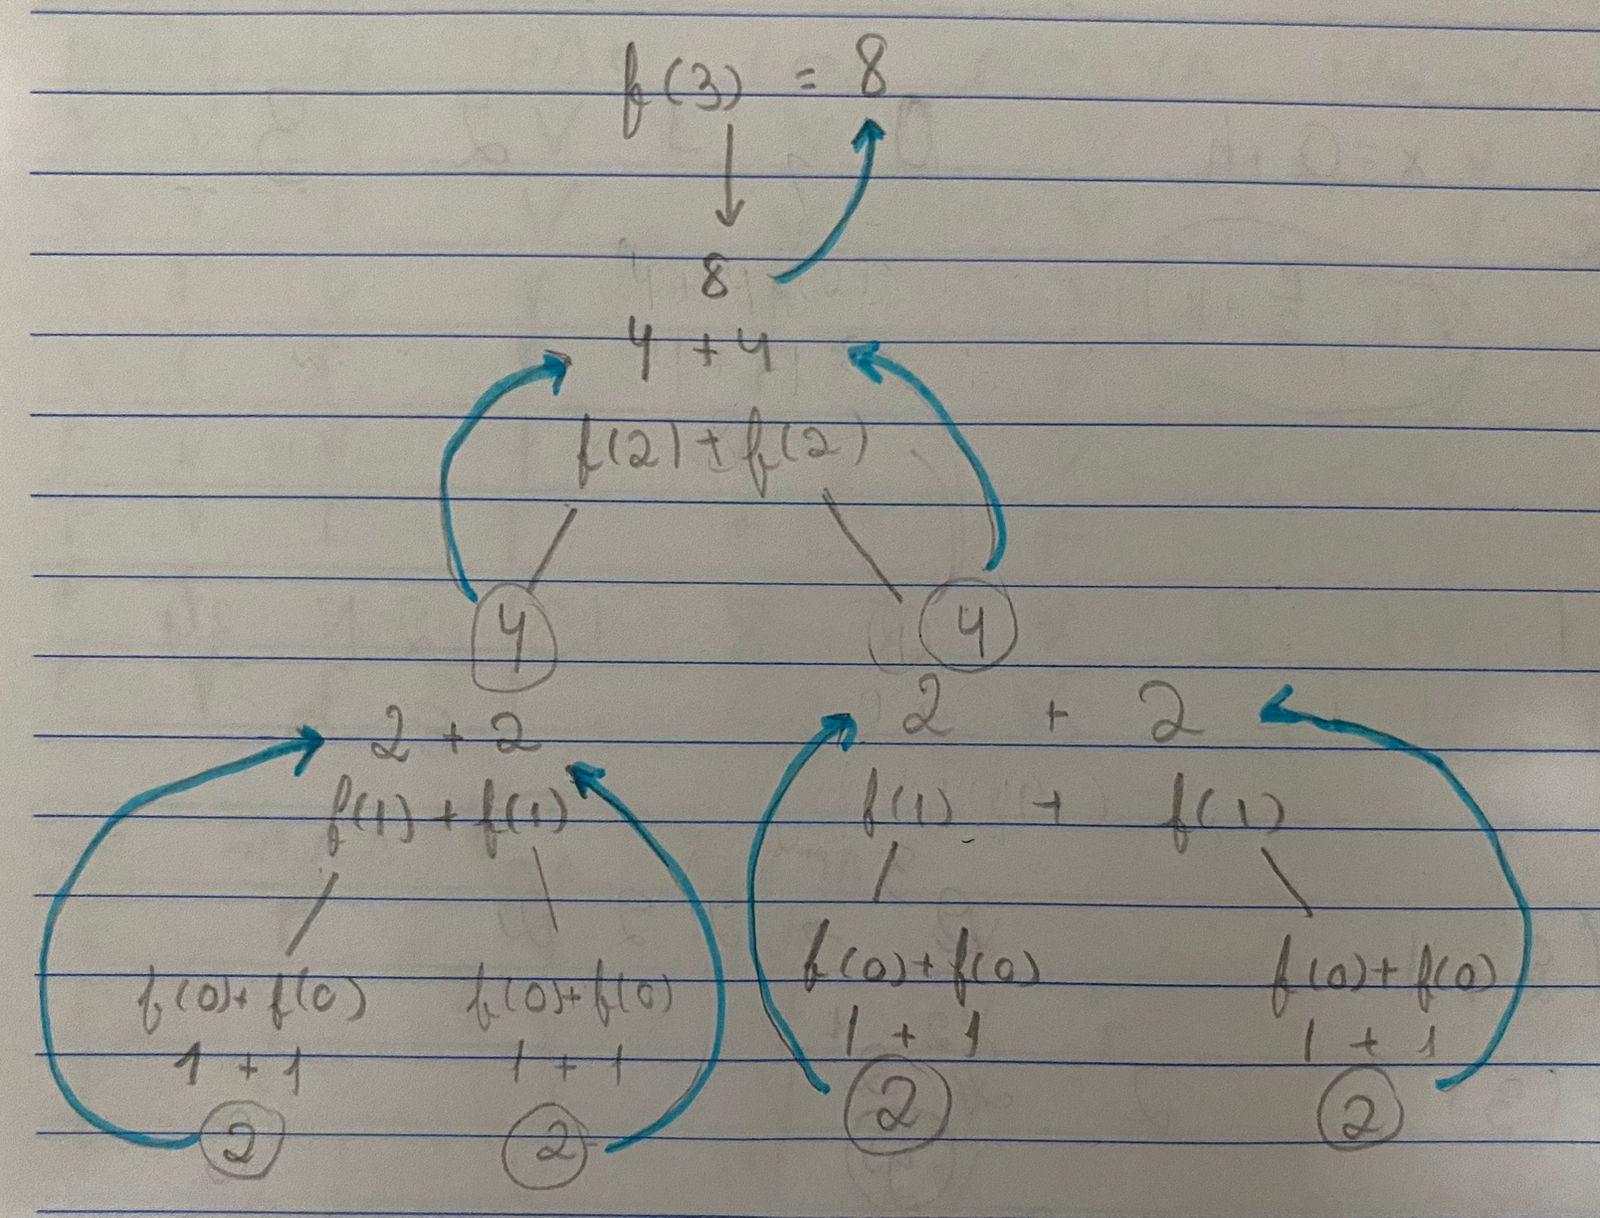 f(3) = 8
8
4 + 4
f(2) + f(2)
4 4
2 + 2 2 + 2
f(1) + f(1) f(1) + f(1)
f(0) + f(0) f(0) + f(0) f(0) + f(0) f(0) + f(0)
1 + 1 1 + 1 1 + 1 1 + 1
2 2 2 2